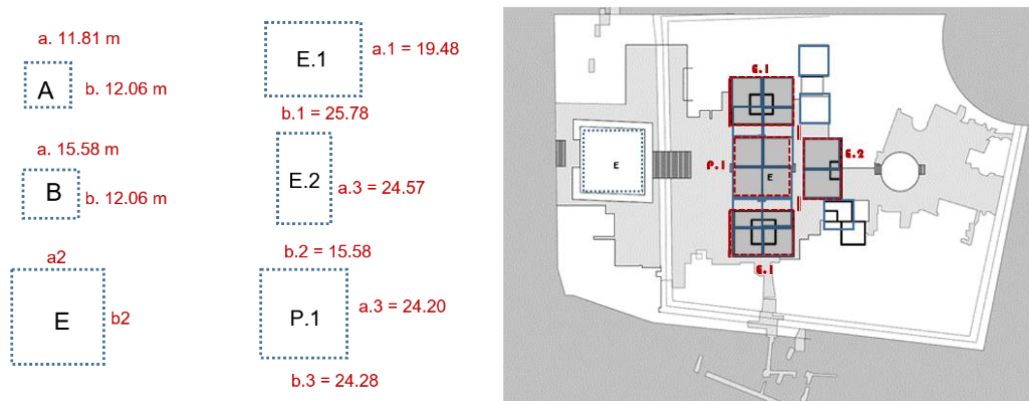 a. 11.81 m
A
b. 12.06 m
a. 15.58 m
B
b. 12.06 m
a2
E
b2
E.1
a.1 = 19.48
b.1 = 25.78
E.2
a.3 = 24.57
b.2 = 15.58
P.1
a.3 = 24.20
b.3 = 24.28
E.1
E
P.1
E
E.2
E.1